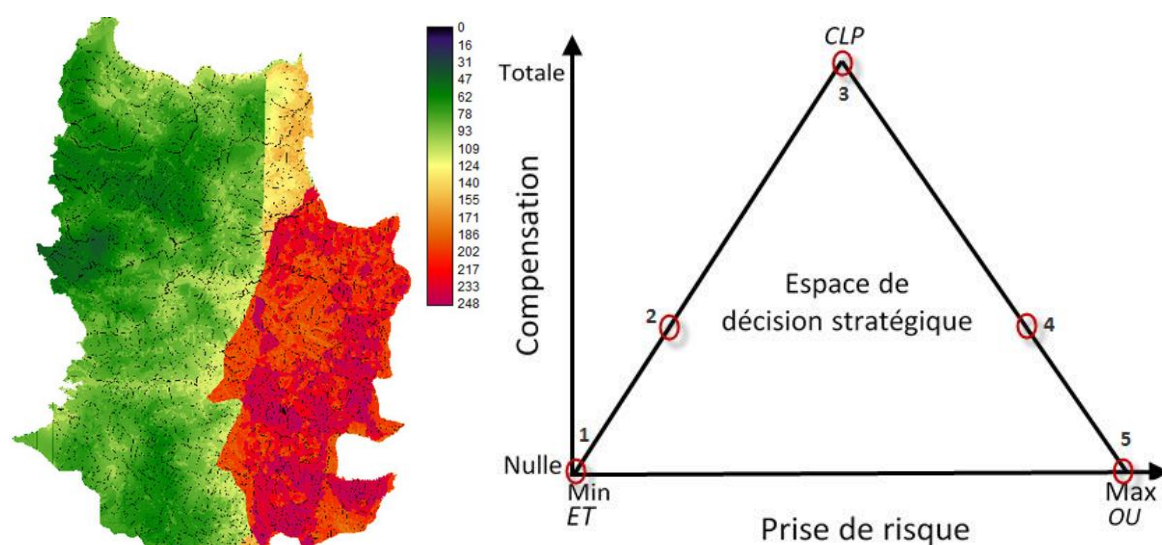 0
16
31
47
62
78
93
109
124
140
155
171
186
202
217
233
248
CLP
Totale
3
Compensation
2
Espace de
décision stratégique
4
1
5
Nulle
Min
ET
Max
OU
Prise de risque